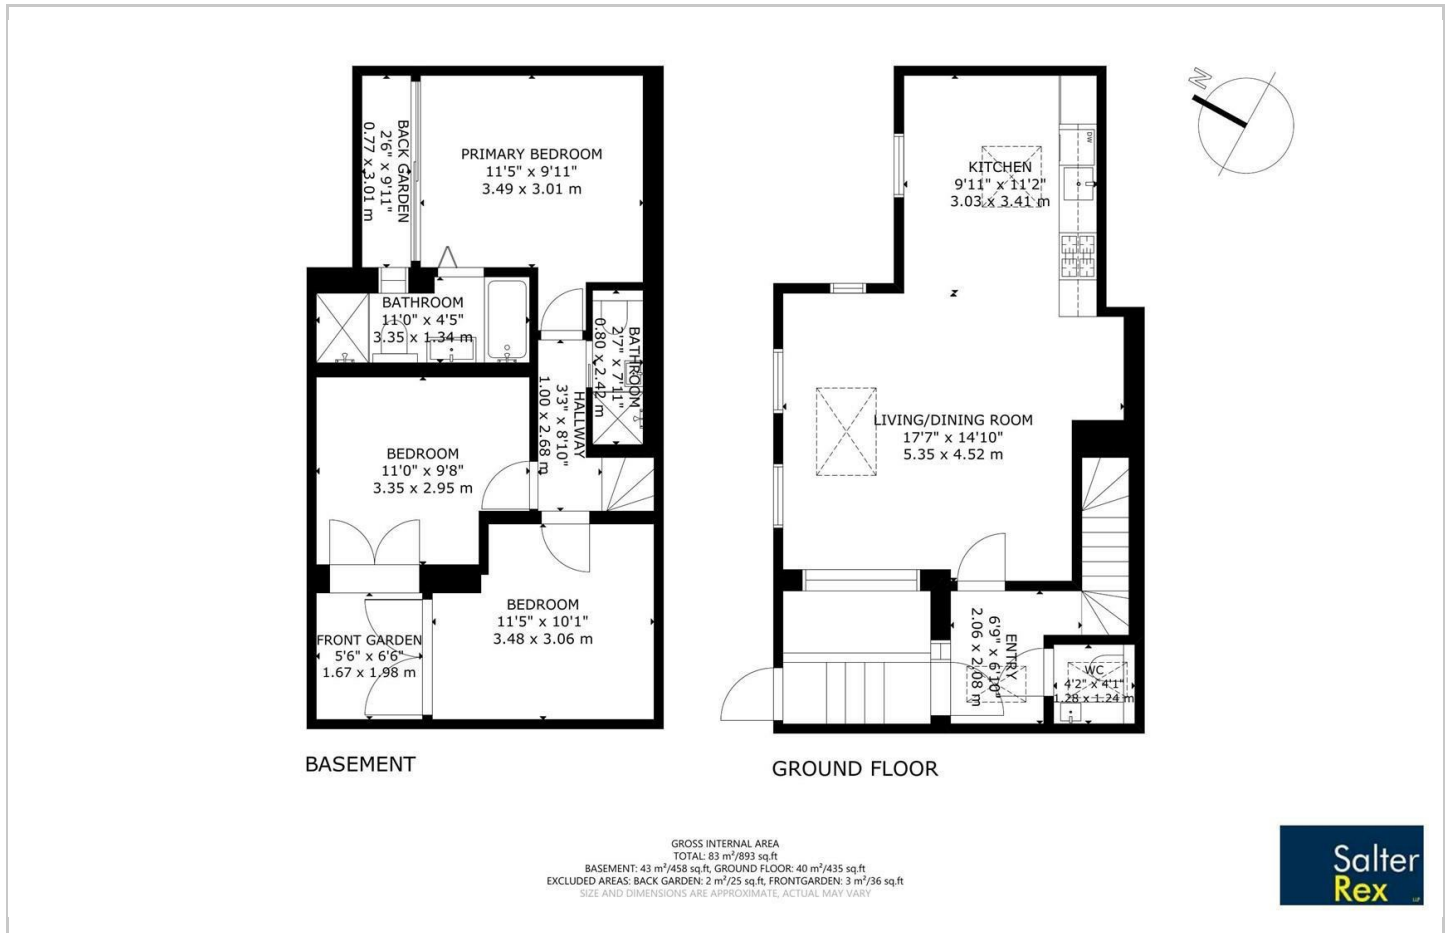 BACK GARDEN
2'6" x 9'11"
0.77 x 3.01 m
PRIMARY BEDROOM
11'5" x 9'11"
3.49 x 3.01 m
BATHROOM
11'0" x 4'5"
3.35 x 1.34 m
BATHROOM
2'7" x 7'11"
0.80 x 2.42 m
HALLWAY
3'3" x 8'10"
1.00 x 2.68 m
BEDROOM
11'0" x 9'8"
3.35 x 2.95 m
BEDROOM
11'5" x 10'1"
3.48 x 3.06 m
FRONT GARDEN
5'6" x 6'6"
1.67 x 1.98 m
BASEMENT
N
DW
KITCHEN
9'11" x 11'2"
3.03 x 3.41 m
LIVING/DINING ROOM
17'7" x 14'10"
5.35 x 4.52 m
ENTRY
6'9" x 6'10"
2.06 x 2.08 m
WC
4'2" x 4'1"
1.28 x 1.24 m
GROUND FLOOR
GROSS INTERNAL AREA
TOTAL: 83 m²/893 sq.ft
BASEMENT: 43 m²/458 sq.ft, GROUND FLOOR: 40 m²/435 sq.ft
EXCLUDED AREAS: BACK GARDEN: 2 m²/25 sq.ft, FRONTGARDEN: 3 m²/36 sq.ft
SIZE AND DIMENSIONS ARE APPROXIMATE, ACTUAL MAY VARY
Salter
Rex
LLP